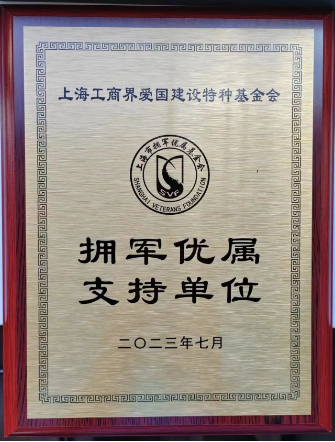 上海工商界爱国建设特种基金会
上海市拥军优属基金会
SVF
SHANGHAI VETERANS FOUNDATION
拥军优属
支持单位
二〇二三年七月